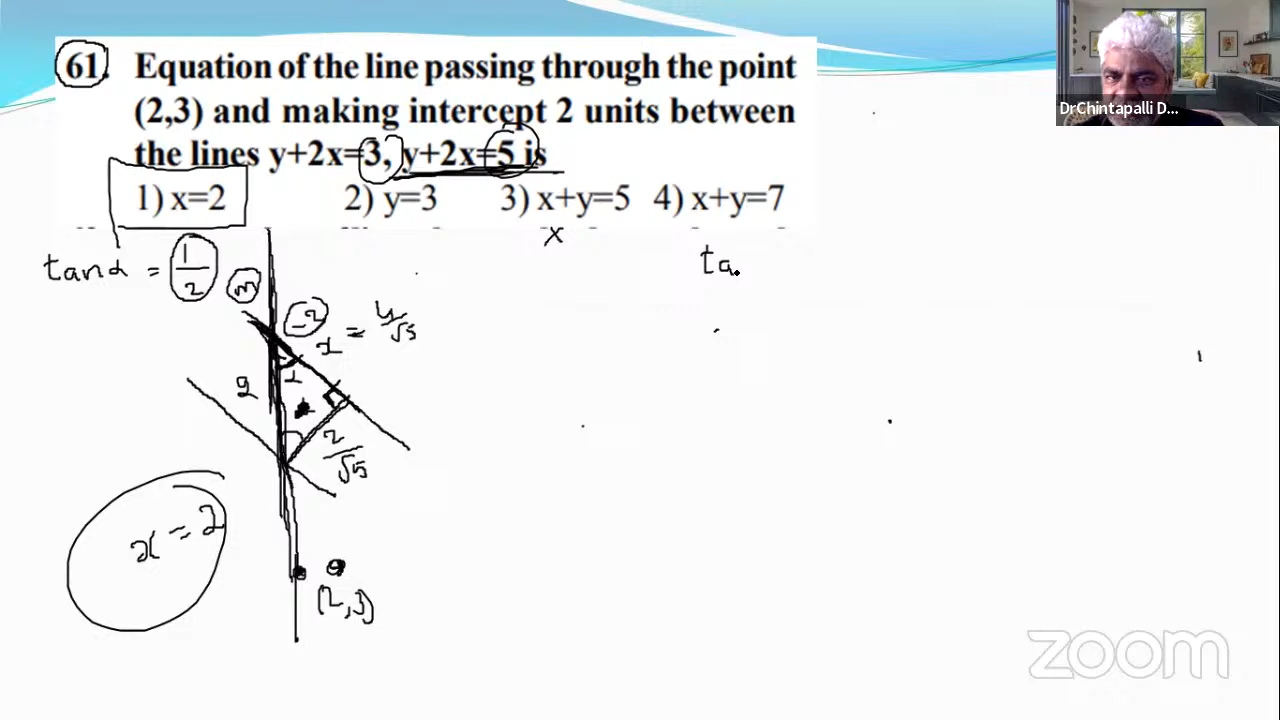 61. Equation of the line passing through the point
(2,3) and making intercept 2 units between
the lines y+2x=3, y+2x=5 is
1) x=2 2) y=3 3) x+y=5 4) x+y=7
x
tanα = 1/2 m
ta
-2
x = 4/√5
α
2
2/√5
x = 2
(2,3)
DrChintapalli D...
zoom